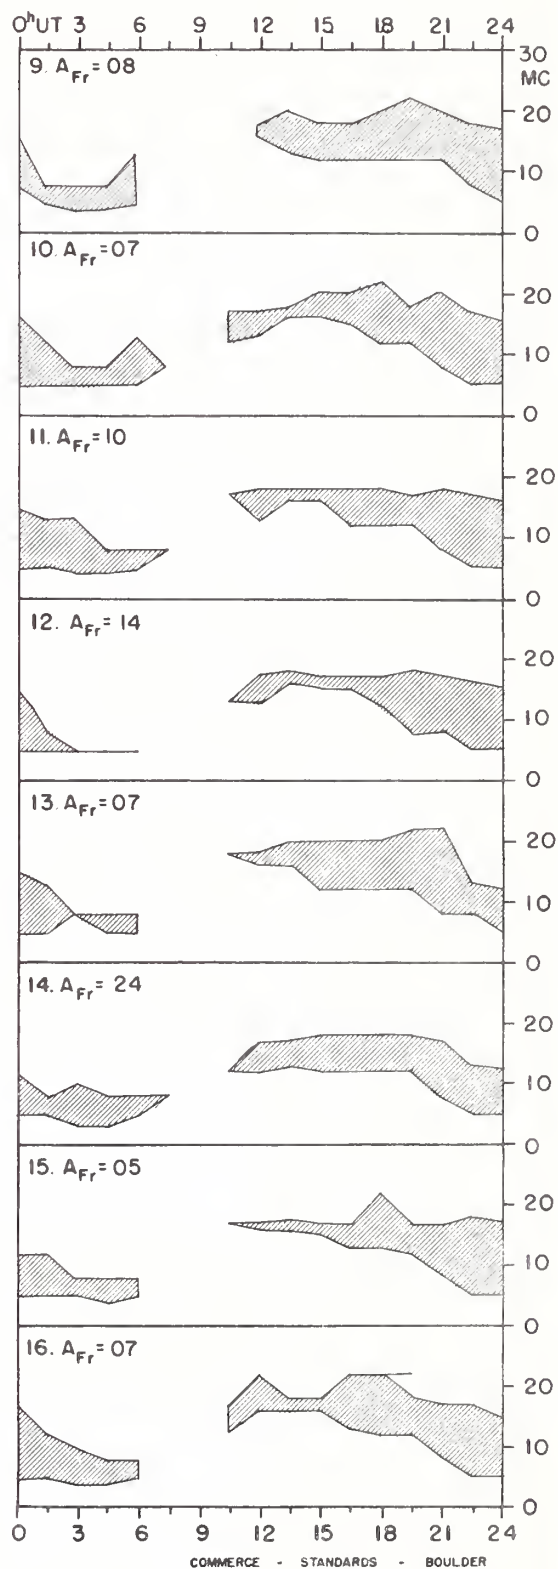 0ʰUT 3 6 9 12 15 18 21 24
30
9. A_Fr = 08
MC
20
10
0
10. A_Fr = 07
20
10
0
11. A_Fr = 10
20
10
0
12. A_Fr = 14
20
10
0
13. A_Fr = 07
20
10
0
14. A_Fr = 24
20
10
0
15. A_Fr = 05
20
10
0
16. A_Fr = 07
20
10
0
0 3 6 9 12 15 18 21 24
COMMERCE - STANDARDS - BOULDER